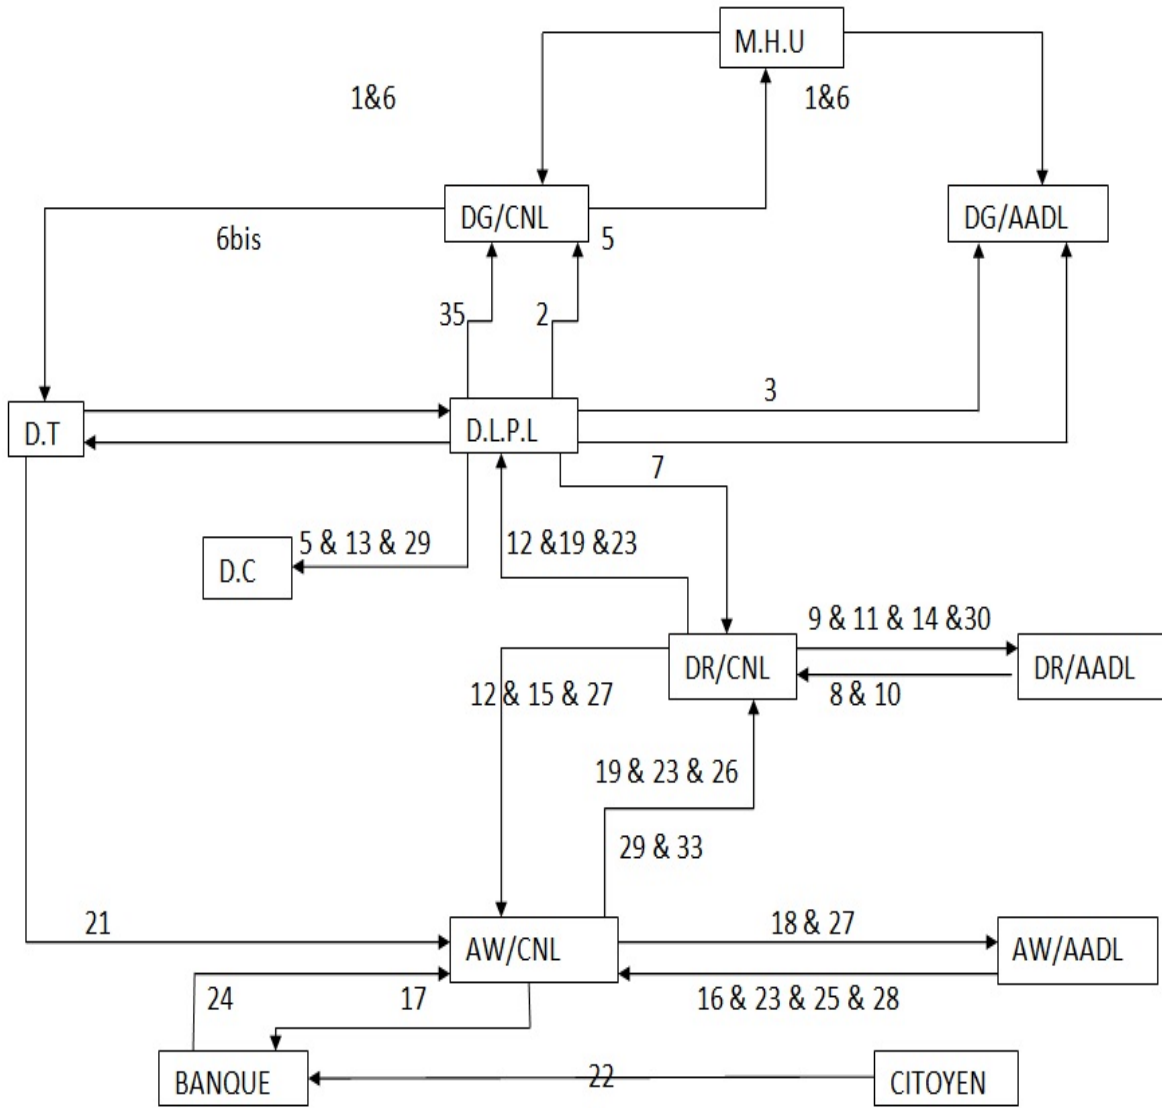 M.H.U
1&6
1&6
DG/CNL
DG/AADL
6bis
5
35
2
3
D.T
D.L.P.L
7
5 & 13 & 29
12 &19 &23
D.C
9 & 11 & 14 &30
DR/CNL
DR/AADL
12 & 15 & 27
8 & 10
19 & 23 & 26
29 & 33
21
18 & 27
AW/CNL
AW/AADL
24
17
16 & 23 & 25 & 28
BANQUE
22
CITOYEN